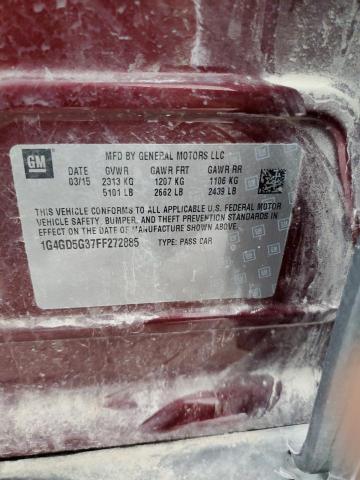 GM
MFD BY GENERAL MOTORS LLC
DATE GVWR GAWR FRT GAWR RR
03/15 2313 KG 1207 KG 1106 KG
5101 LB 2662 LB 2439 LB
THIS VEHICLE CONFORMS TO ALL APPLICABLE U.S. FEDERAL MOTOR
VEHICLE SAFETY, BUMPER, AND THEFT PREVENTION STANDARDS IN
EFFECT ON THE DATE OF MANUFACTURE SHOWN ABOVE.
1G4GD5G37FF272885 TYPE: PASS CAR